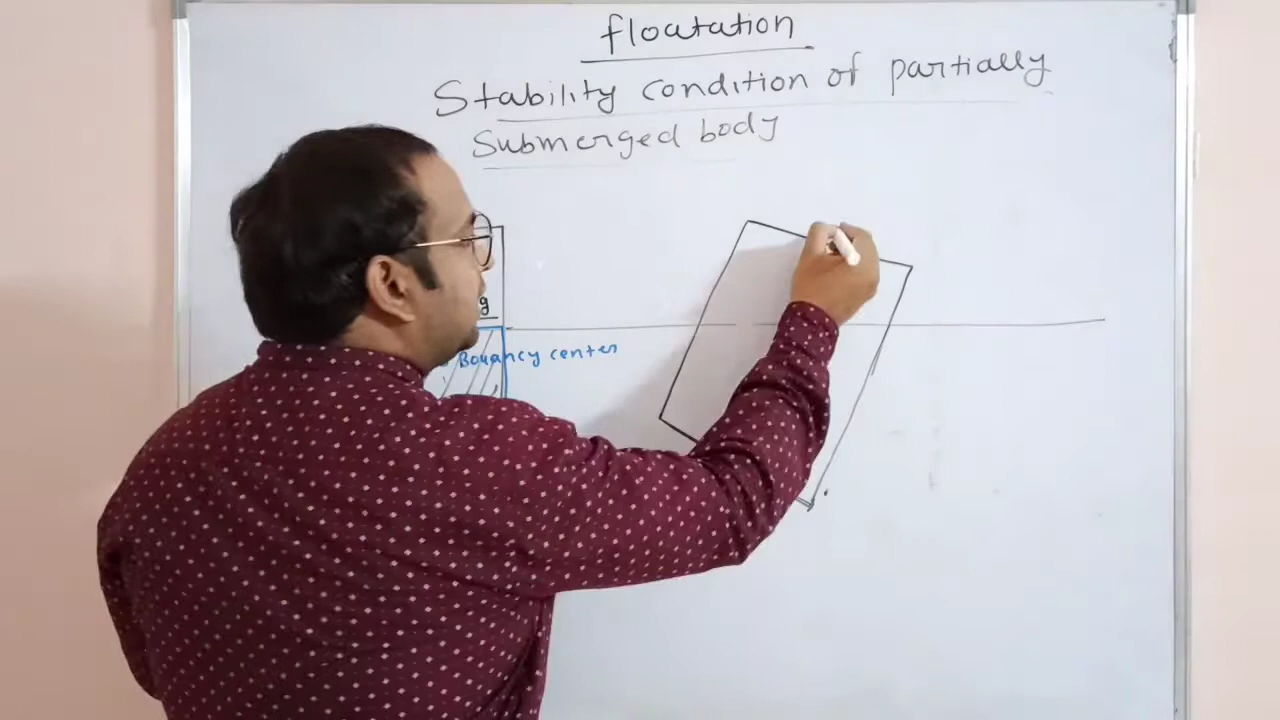 floatation
Stability condition of partially
Submerged body
g
Bouancy center